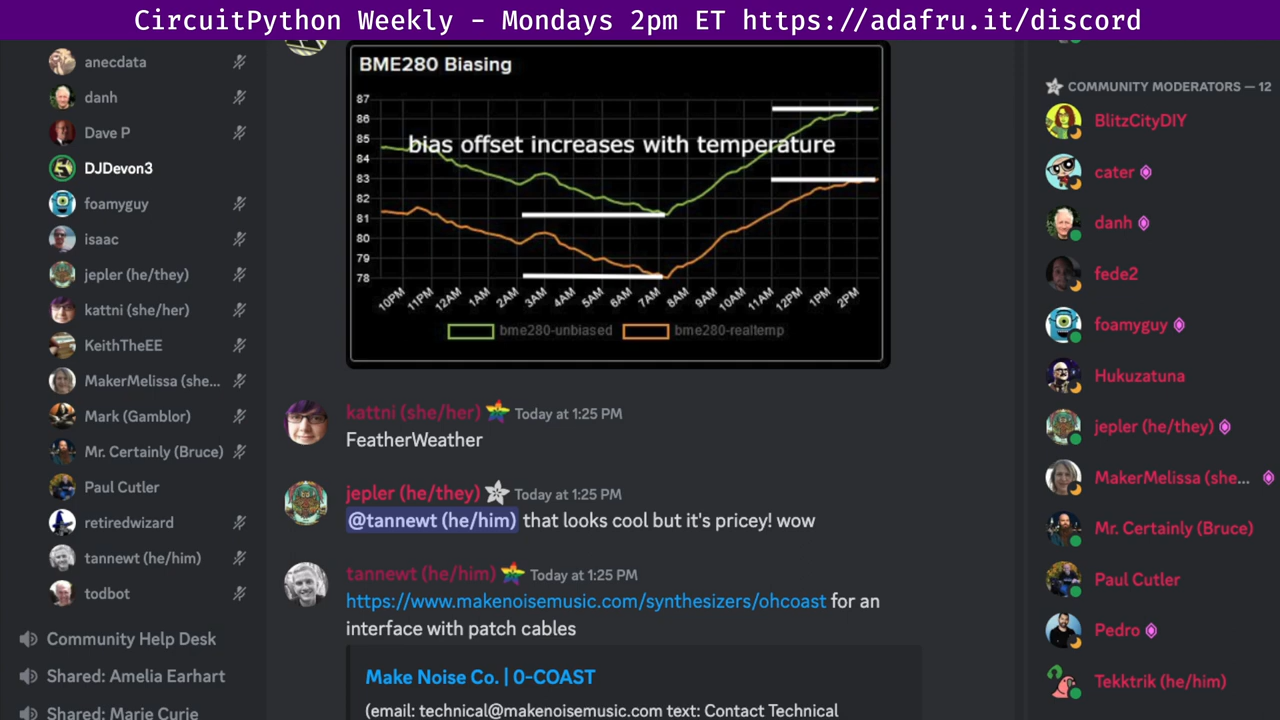 CircuitPython Weekly - Mondays 2pm ET https://adafru.it/discord
anecdata
danh
Dave P
DJDevon3
foamyguy
isaac
jepler (he/they)
kattni (she/her)
KeithTheEE
MakerMelissa (she...
Mark (Gamblor)
Mr. Certainly (Bruce)
Paul Cutler
retiredwizard
tannewt (he/him)
todbot
Community Help Desk
Shared: Amelia Earhart
Shared: Marie Curie
BME280 Biasing
87
86
85
84
83
82
81
80
79
78
bias offset increases with temperature
10PM 11PM 12AM 1AM 2AM 3AM 4AM 5AM 6AM 7AM 8AM 9AM 10AM 11AM 12PM 1PM 2PM
bme280-unbiased bme280-realtemp
kattni (she/her) Today at 1:25 PM
FeatherWeather
jepler (he/they) Today at 1:25 PM
@tannewt (he/him) that looks cool but it's pricey! wow
tannewt (he/him) Today at 1:25 PM
https://www.makenoisemusic.com/synthesizers/ohcoast for an
interface with patch cables
Make Noise Co. | 0-COAST
(email: technical@makenoisemusic.com text: Contact Technical
COMMUNITY MODERATORS — 12
BlitzCityDIY
cater
danh
fede2
foamyguy
Hukuzatuna
jepler (he/they)
MakerMelissa (she...
Mr. Certainly (Bruce)
Paul Cutler
Pedro
Tekktrik (he/him)